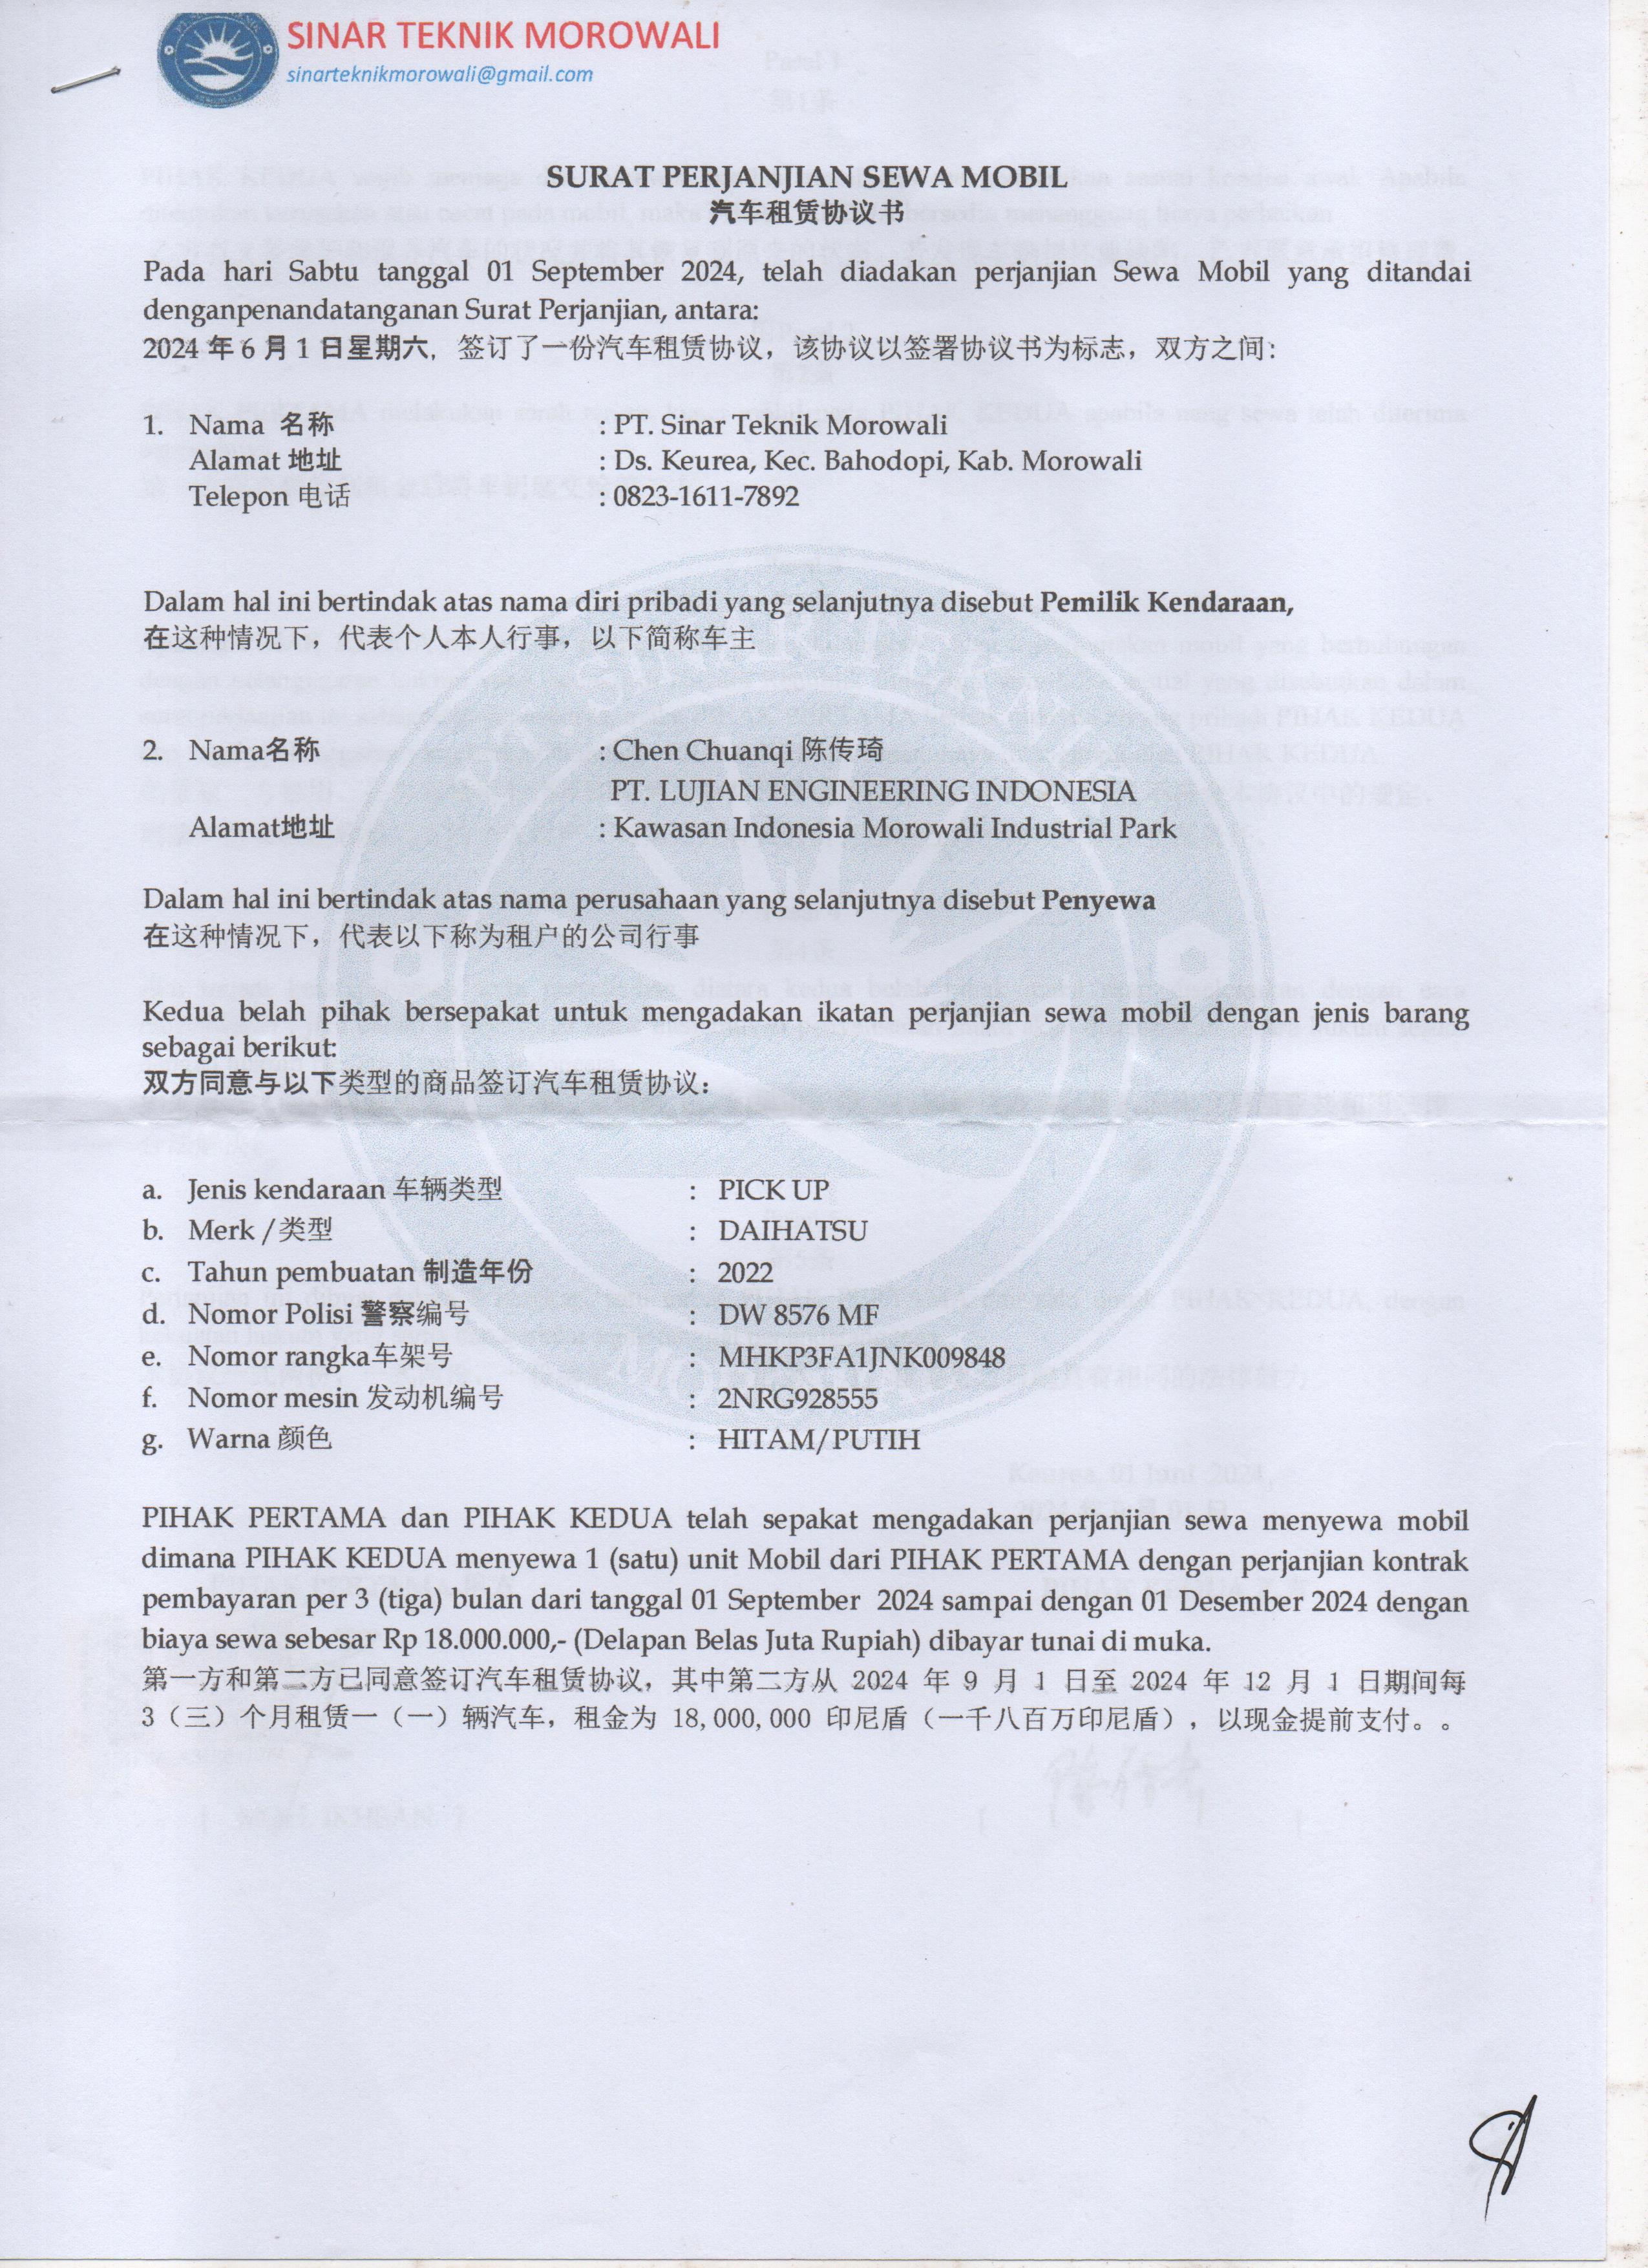 SINAR TEKNIK MOROWALI
sinarteknikmorowali@gmail.com
SURAT PERJANJIAN SEWA MOBIL
汽车租赁协议书
Pada hari Sabtu tanggal 01 September 2024, telah diadakan perjanjian Sewa Mobil yang ditandai
denganpenandatanganan Surat Perjanjian, antara:
2024 年 6 月 1 日星期六，签订了一份汽车租赁协议，该协议以签署协议书为标志，双方之间：
1. Nama 名称 : PT. Sinar Teknik Morowali
Alamat 地址 : Ds. Keurea, Kec. Bahodopi, Kab. Morowali
Telepon 电话 : 0823-1611-7892
Dalam hal ini bertindak atas nama diri pribadi yang selanjutnya disebut Pemilik Kendaraan,
在这种情况下，代表个人本人行事，以下简称车主
2. Nama名称 : Chen Chuanqi 陈传琦
PT. LUJIAN ENGINEERING INDONESIA
Alamat地址 : Kawasan Indonesia Morowali Industrial Park
Dalam hal ini bertindak atas nama perusahaan yang selanjutnya disebut Penyewa
在这种情况下，代表以下称为租户的公司行事
Kedua belah pihak bersepakat untuk mengadakan ikatan perjanjian sewa mobil dengan jenis barang
sebagai berikut:
双方同意与以下类型的商品签订汽车租赁协议：
a. Jenis kendaraan 车辆类型 : PICK UP
b. Merk /类型 : DAIHATSU
c. Tahun pembuatan 制造年份 : 2022
d. Nomor Polisi 警察编号 : DW 8576 MF
e. Nomor rangka车架号 : MHKP3FA1JNK009848
f. Nomor mesin 发动机编号 : 2NRG928555
g. Warna 颜色 : HITAM/PUTIH
PIHAK PERTAMA dan PIHAK KEDUA telah sepakat mengadakan perjanjian sewa menyewa mobil
dimana PIHAK KEDUA menyewa 1 (satu) unit Mobil dari PIHAK PERTAMA dengan perjanjian kontrak
pembayaran per 3 (tiga) bulan dari tanggal 01 September 2024 sampai dengan 01 Desember 2024 dengan
biaya sewa sebesar Rp 18.000.000,- (Delapan Belas Juta Rupiah) dibayar tunai di muka.
第一方和第二方已同意签订汽车租赁协议，其中第二方从 2024 年 9 月 1 日至 2024 年 12 月 1 日期间每
3（三）个月租赁一（一）辆汽车，租金为 18,000,000 印尼盾（一千八百万印尼盾），以现金提前支付。。